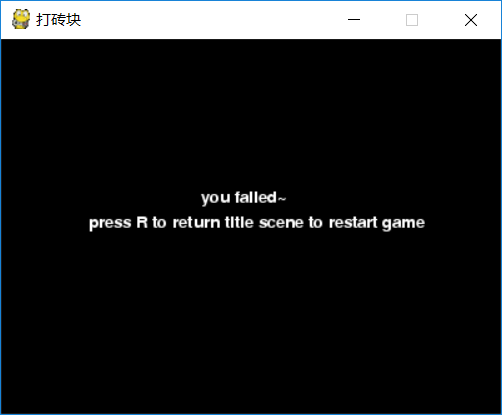 打砖块
you falled~
press R to return title scene to restart game